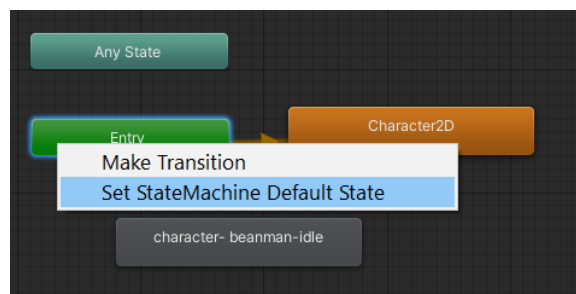 Any State
Entry
Character2D
Make Transition
Set StateMachine Default State
character- beanman-idle